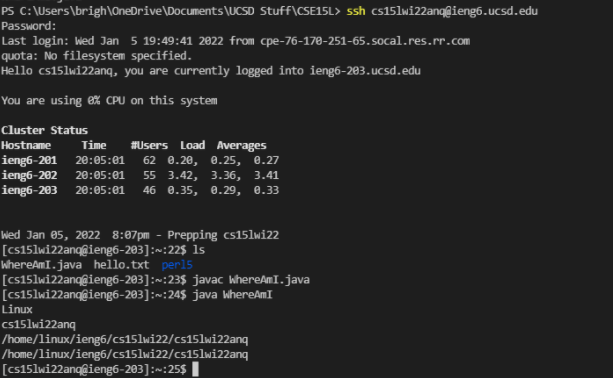 PS C:\Users\brigh\OneDrive\Documents\UCSD Stuff\CSE15L> ssh cs15lwi22anq@ieng6.ucsd.edu
Password:
Last login: Wed Jan  5 19:49:41 2022 from cpe-76-170-251-65.socal.res.rr.com
quota: No filesystem specified.
Hello cs15lwi22anq, you are currently logged into ieng6-203.ucsd.edu
You are using 0% CPU on this system
Cluster Status
Hostname     Time    #Users  Load  Averages
ieng6-201   20:05:01   62  0.20,  0.25,  0.27
ieng6-202   20:05:01   55  3.42,  3.36,  3.41
ieng6-203   20:05:01   46  0.35,  0.29,  0.33
Wed Jan 05, 2022  8:07pm - Prepping cs15lwi22
[cs15lwi22anq@ieng6-203]:~:22$ ls
WhereAmI.java  hello.txt  perl5
[cs15lwi22anq@ieng6-203]:~:23$ javac WhereAmI.java
[cs15lwi22anq@ieng6-203]:~:24$ java WhereAmI
Linux
cs15lwi22anq
/home/linux/ieng6/cs15lwi22/cs15lwi22anq
/home/linux/ieng6/cs15lwi22/cs15lwi22anq
[cs15lwi22anq@ieng6-203]:~:25$